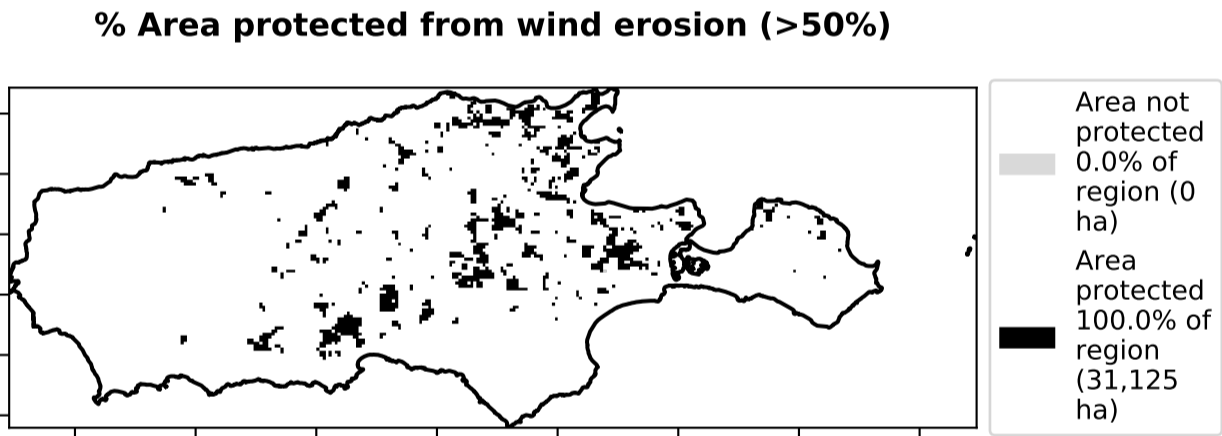 % Area protected from wind erosion (>50%)
Area not
protected
0.0% of
region (0
ha)
Area
protected
100.0% of
region
(31,125
ha)